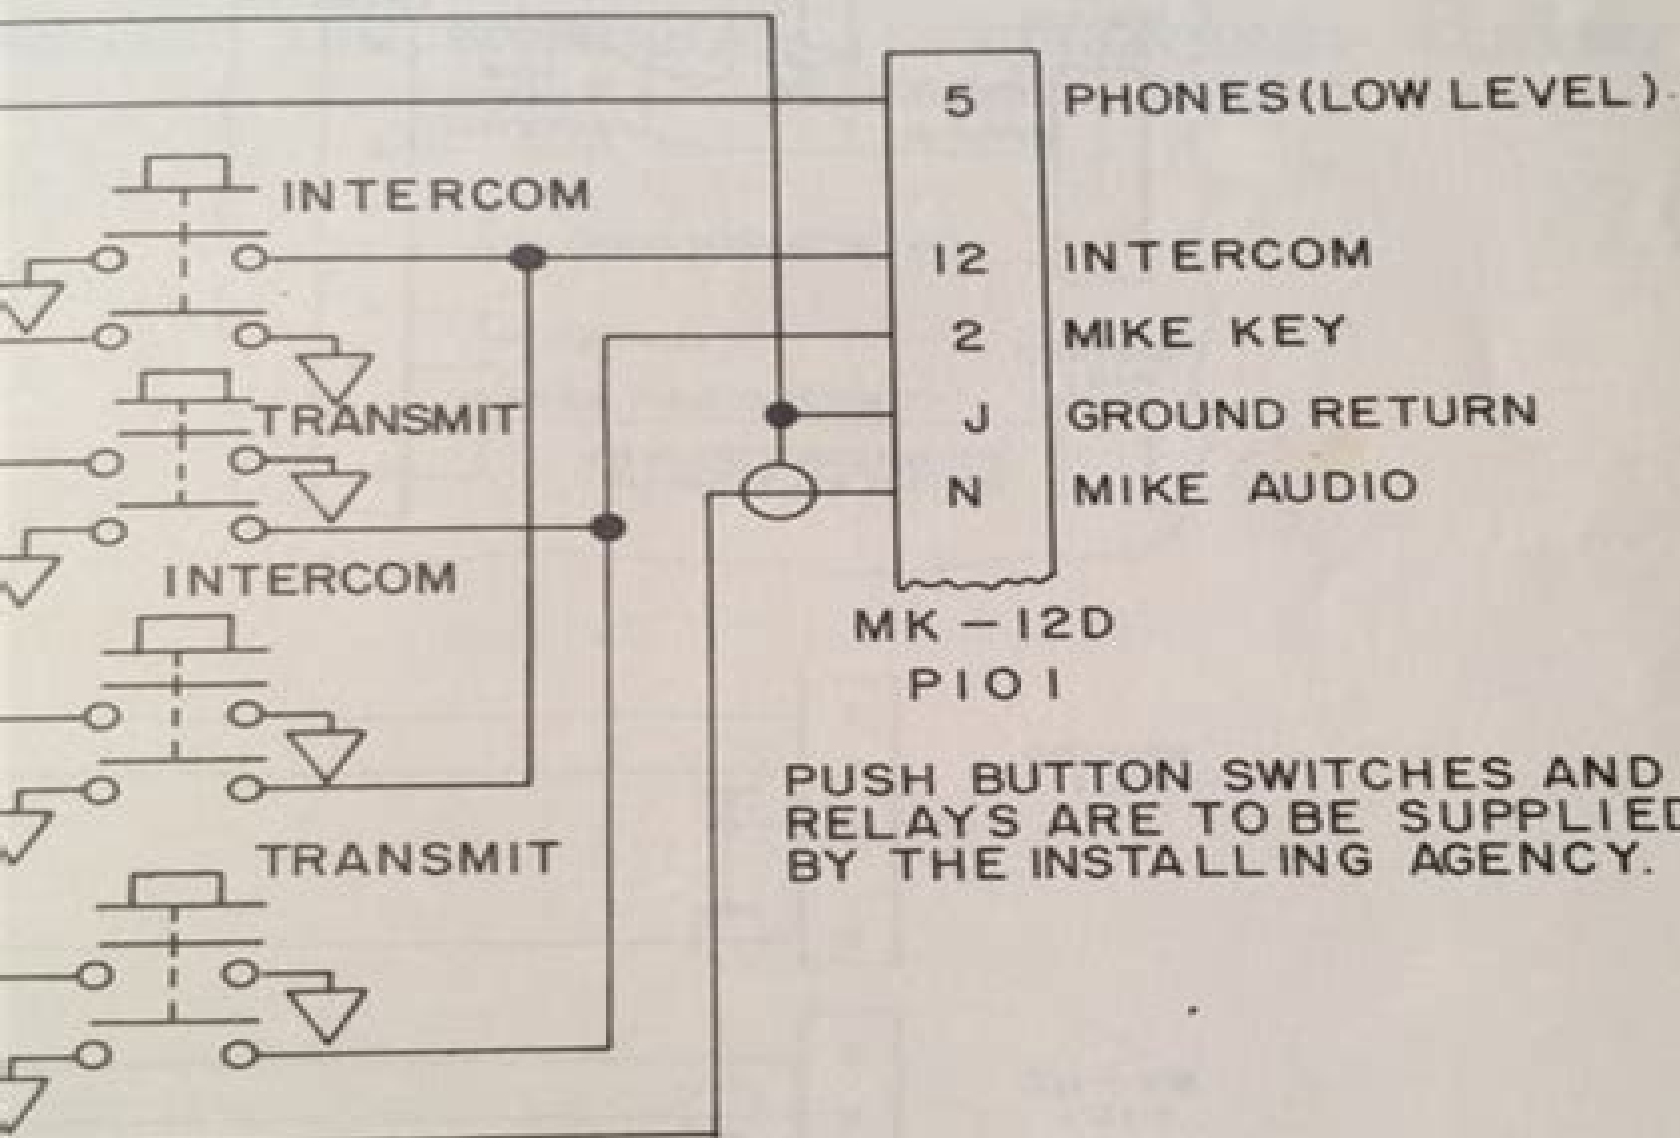 5 PHONES (LOW LEVEL)
INTERCOM
12 INTERCOM
2 MIKE KEY
TRANSMIT
J GROUND RETURN
N MIKE AUDIO
INTERCOM
MK-12D
P101
PUSH BUTTON SWITCHES AND
RELAYS ARE TO BE SUPPLIED
BY THE INSTALLING AGENCY.
TRANSMIT